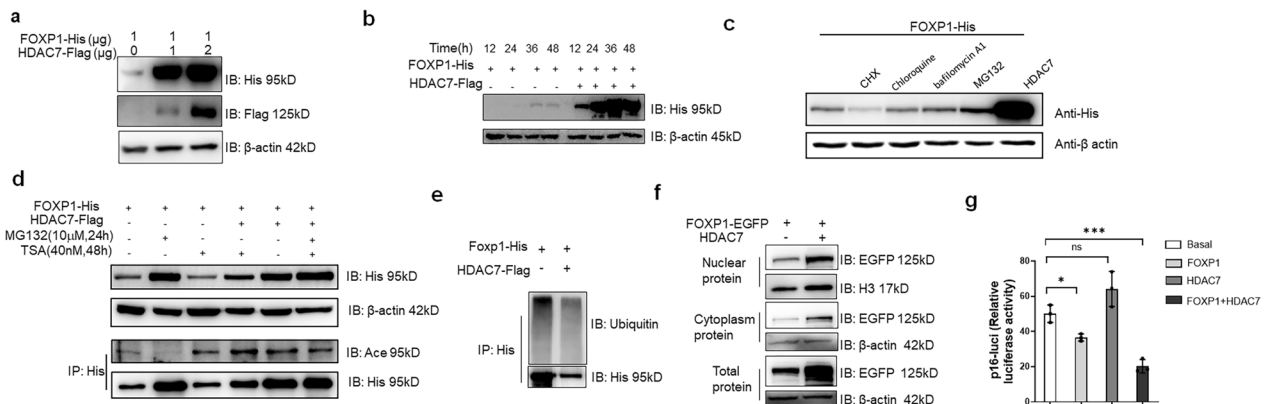 a
FOXP1-His (μg) 1 1 1
HDAC7-Flag (μg) 0 1 2
IB: His 95kD
IB: Flag 125kD
IB: β-actin 42kD
b
Time(h) 12 24 36 48 12 24 36 48
FOXP1-His + + + + + + + +
HDAC7-Flag - - - - + + + +
IB: His 95kD
IB: β-actin 45kD
c
FOXP1-His
CHX
Chloroquine
bafilomycin A1
MG132
HDAC7
Anti-His
Anti-β actin
d
FOXP1-His + + + + + +
HDAC7-Flag - - - + + +
MG132(10μM,24h) - + - - - +
TSA(40nM,48h) - - + + - +
IB: His 95kD
IB: β-actin 42kD
IP: His
IB: Ace 95kD
IB: His 95kD
e
Foxp1-His + +
HDAC7-Flag - +
IP: His
IB: Ubiquitin
IB: His 95kD
f
FOXP1-EGFP + +
HDAC7 - +
Nuclear
protein
IB: EGFP 125kD
IB: H3 17kD
Cytoplasm
protein
IB: EGFP 125kD
IB: β-actin 42kD
Total
protein
IB: EGFP 125kD
IB: β-actin 42kD
g
p16-luci (Relative
luciferase activity)
80
60
40
20
0
***
ns
*
Basal
FOXP1
HDAC7
FOXP1+HDAC7